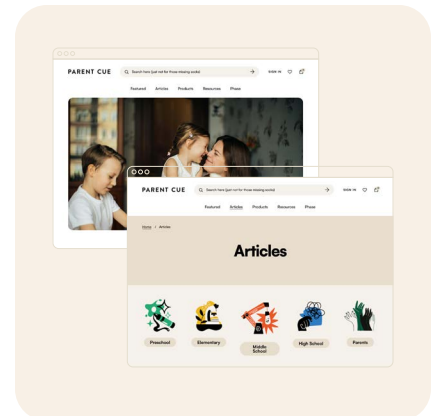 PARENT CUE
Search here (just not for those missing socks)
SIGN IN
Featured Articles Products Resources Phase
PARENT CUE
Search here (just not for those missing socks)
SIGN IN
Featured Articles Products Resources Phase
Home / Articles
Articles
Preschool
Elementary
Middle
School
High School
Parents